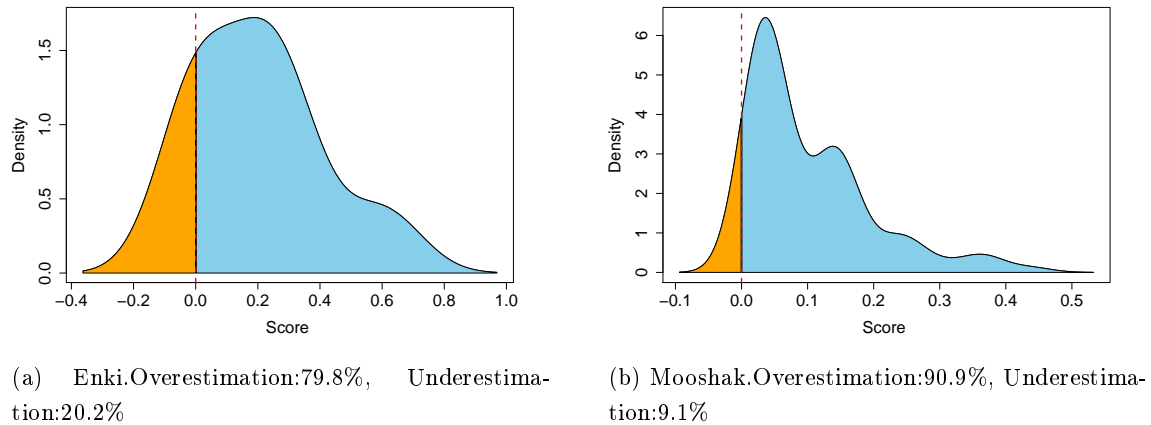 Density
0.0 0.5 1.0 1.5
−0.4 −0.2 0.0 0.2 0.4 0.6 0.8 1.0
Score
(a) Enki.Overestimation:79.8%, Underestima-
tion:20.2%
Density
0 1 2 3 4 5 6
−0.1 0.0 0.1 0.2 0.3 0.4 0.5
Score
(b) Mooshak.Overestimation:90.9%, Underestima-
tion:9.1%